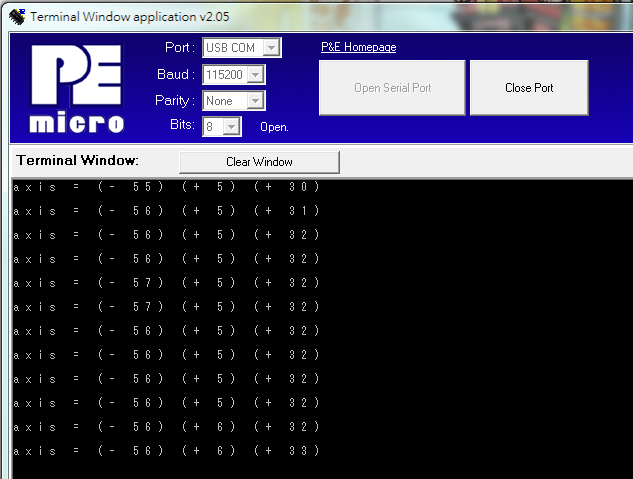 Terminal Window application v2.05
PE
micro
Port: USB COM
Baud: 115200
Parity: None
Bits: 8 Open.
P&E Homepage
Open Serial Port
Close Port
Terminal Window:
Clear Window
axis = (- 55) (+ 5) (+ 30)
axis = (- 56) (+ 5) (+ 31)
axis = (- 56) (+ 5) (+ 32)
axis = (- 56) (+ 5) (+ 32)
axis = (- 57) (+ 5) (+ 32)
axis = (- 57) (+ 5) (+ 32)
axis = (- 56) (+ 5) (+ 32)
axis = (- 56) (+ 5) (+ 32)
axis = (- 56) (+ 5) (+ 32)
axis = (- 56) (+ 5) (+ 32)
axis = (- 56) (+ 6) (+ 32)
axis = (- 56) (+ 6) (+ 33)